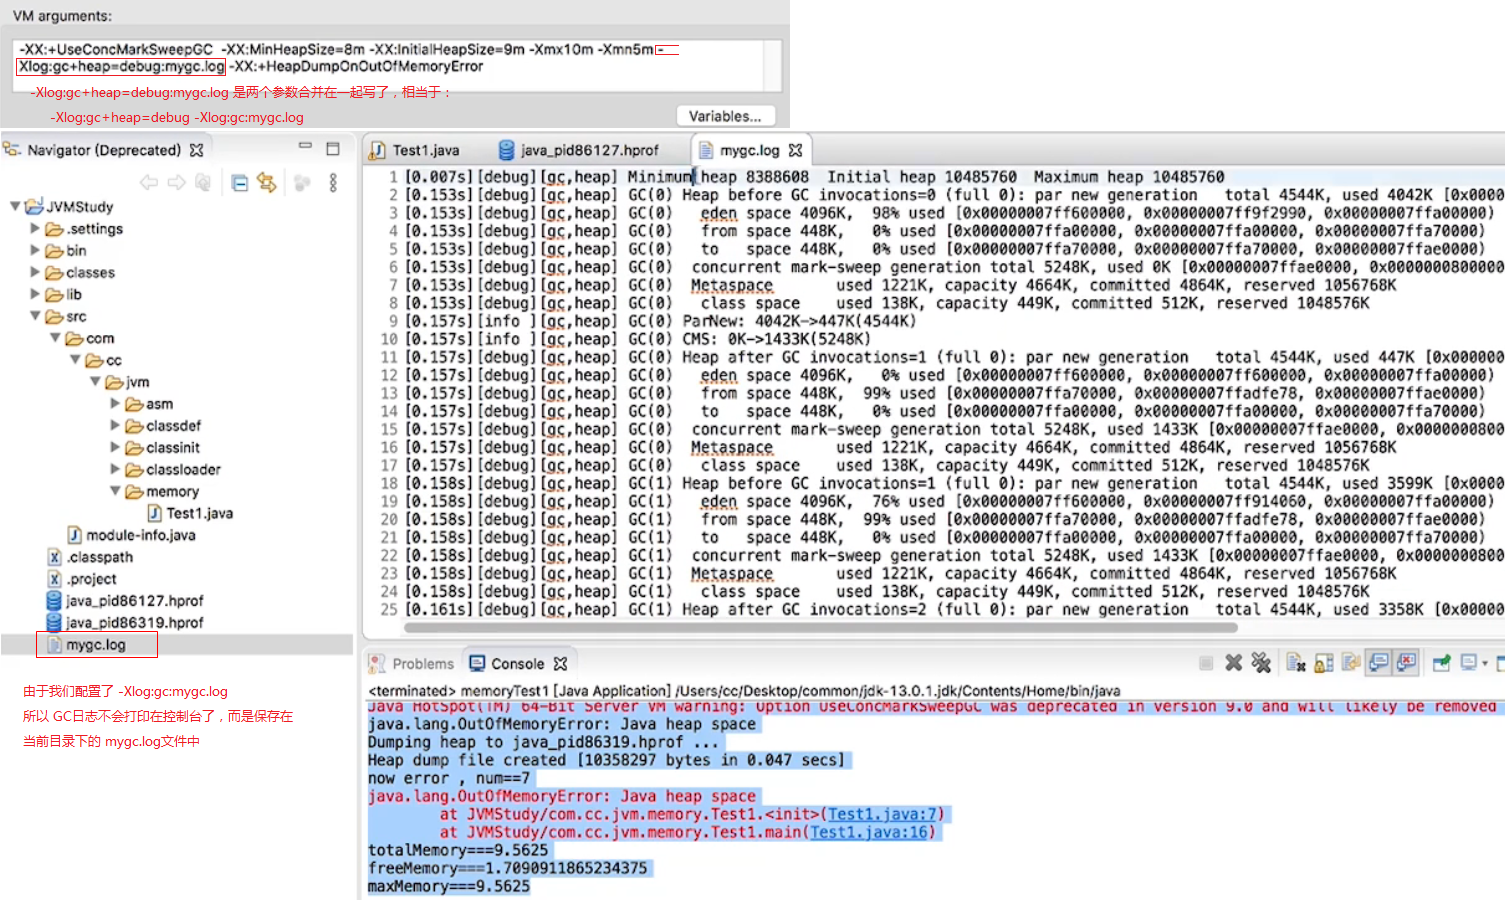 VM arguments:
-XX:+UseConcMarkSweepGC -XX:MinHeapSize=8m -XX:InitialHeapSize=9m -Xmx10m -Xmn5m -
Xlog:gc+heap=debug:mygc.log -XX:+HeapDumpOnOutOfMemoryError
-Xlog:gc+heap=debug:mygc.log 是两个参数合并在一起写了，相当于：
-Xlog:gc+heap=debug -Xlog:gc:mygc.log
Variables...
Navigator (Deprecated)
JVMStudy
.settings
bin
classes
lib
src
com
cc
jvm
asm
classdef
classinit
classloader
memory
Test1.java
module-info.java
.classpath
.project
java_pid86127.hprof
java_pid86319.hprof
mygc.log
由于我们配置了 -Xlog:gc:mygc.log
所以 GC日志不会打印在控制台了，而是保存在
当前目录下的 mygc.log文件中
Test1.java java_pid86127.hprof mygc.log
1 [0.007s][debug][gc,heap] Minimum heap 8388608 Initial heap 10485760 Maximum heap 10485760
2 [0.153s][debug][gc,heap] GC(0) Heap before GC invocations=0 (full 0): par new generation total 4544K, used 4042K [0x0000
3 [0.153s][debug][gc,heap] GC(0) eden space 4096K, 98% used [0x00000007ff600000, 0x00000007ff9f2990, 0x00000007ffa00000)
4 [0.153s][debug][gc,heap] GC(0) from space 448K, 0% used [0x00000007ffa00000, 0x00000007ffa00000, 0x00000007ffa70000)
5 [0.153s][debug][gc,heap] GC(0) to space 448K, 0% used [0x00000007ffa70000, 0x00000007ffa70000, 0x00000007ffae0000)
6 [0.153s][debug][gc,heap] GC(0) concurrent mark-sweep generation total 5248K, used 0K [0x00000007ffae0000, 0x0000000800000
7 [0.153s][debug][gc,heap] GC(0) Metaspace used 1221K, capacity 4664K, committed 4864K, reserved 1056768K
8 [0.153s][debug][gc,heap] GC(0) class space used 138K, capacity 449K, committed 512K, reserved 1048576K
9 [0.157s][info ][gc,heap] GC(0) ParNew: 4042K->447K(4544K)
10 [0.157s][info ][gc,heap] GC(0) CMS: 0K->1433K(5248K)
11 [0.157s][debug][gc,heap] GC(0) Heap after GC invocations=1 (full 0): par new generation total 4544K, used 447K [0x000000
12 [0.157s][debug][gc,heap] GC(0) eden space 4096K, 0% used [0x00000007ff600000, 0x00000007ff600000, 0x00000007ffa00000)
13 [0.157s][debug][gc,heap] GC(0) from space 448K, 99% used [0x00000007ffa70000, 0x00000007ffadfe78, 0x00000007ffae0000)
14 [0.157s][debug][gc,heap] GC(0) to space 448K, 0% used [0x00000007ffa00000, 0x00000007ffa00000, 0x00000007ffa70000)
15 [0.157s][debug][gc,heap] GC(0) concurrent mark-sweep generation total 5248K, used 1433K [0x00000007ffae0000, 0x0000000800
16 [0.157s][debug][gc,heap] GC(0) Metaspace used 1221K, capacity 4664K, committed 4864K, reserved 1056768K
17 [0.157s][debug][gc,heap] GC(0) class space used 138K, capacity 449K, committed 512K, reserved 1048576K
18 [0.158s][debug][gc,heap] GC(1) Heap before GC invocations=1 (full 0): par new generation total 4544K, used 3599K [0x0000
19 [0.158s][debug][gc,heap] GC(1) eden space 4096K, 76% used [0x00000007ff600000, 0x00000007ff914060, 0x00000007ffa00000)
20 [0.158s][debug][gc,heap] GC(1) from space 448K, 99% used [0x00000007ffa70000, 0x00000007ffadfe78, 0x00000007ffae0000)
21 [0.158s][debug][gc,heap] GC(1) to space 448K, 0% used [0x00000007ffa00000, 0x00000007ffa00000, 0x00000007ffa70000)
22 [0.158s][debug][gc,heap] GC(1) concurrent mark-sweep generation total 5248K, used 1433K [0x00000007ffae0000, 0x0000000800
23 [0.158s][debug][gc,heap] GC(1) Metaspace used 1221K, capacity 4664K, committed 4864K, reserved 1056768K
24 [0.158s][debug][gc,heap] GC(1) class space used 138K, capacity 449K, committed 512K, reserved 1048576K
25 [0.161s][debug][gc,heap] GC(1) Heap after GC invocations=2 (full 0): par new generation total 4544K, used 3358K [0x00000
Problems Console
<terminated> memoryTest1 [Java Application] /Users/cc/Desktop/common/jdk-13.0.1.jdk/Contents/Home/bin/java
Java HotSpot(TM) 64-Bit Server VM warning: Option UseConcMarkSweepGC was deprecated in version 9.0 and will likely be removed
java.lang.OutOfMemoryError: Java heap space
Dumping heap to java_pid86319.hprof ...
Heap dump file created [10358297 bytes in 0.047 secs]
now error , num==7
java.lang.OutOfMemoryError: Java heap space
at JVMStudy/com.cc.jvm.memory.Test1.<init>(Test1.java:7)
at JVMStudy/com.cc.jvm.memory.Test1.main(Test1.java:16)
totalMemory===9.5625
freeMemory===1.7090911865234375
maxMemory===9.5625